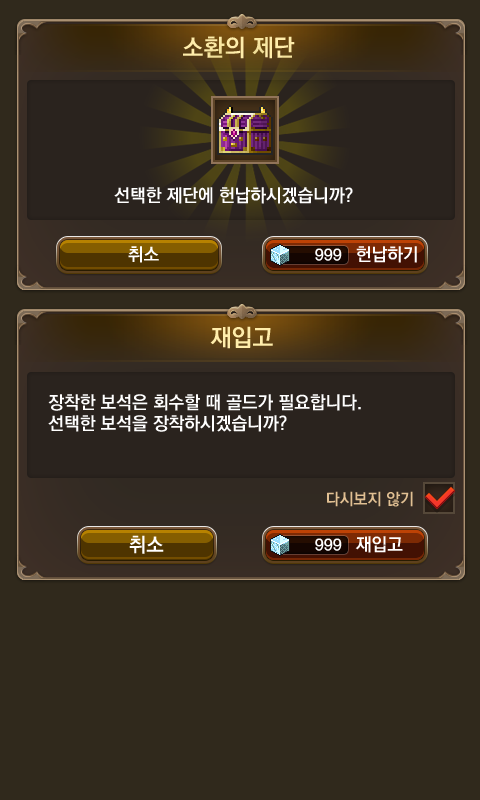 소환의 제단
선택한 제단에 헌납하시겠습니까?
취소
999 헌납하기
재입고
장착한 보석은 회수할 때 골드가 필요합니다.
선택한 보석을 장착하시겠습니까?
다시보지 않기
취소
999 재입고